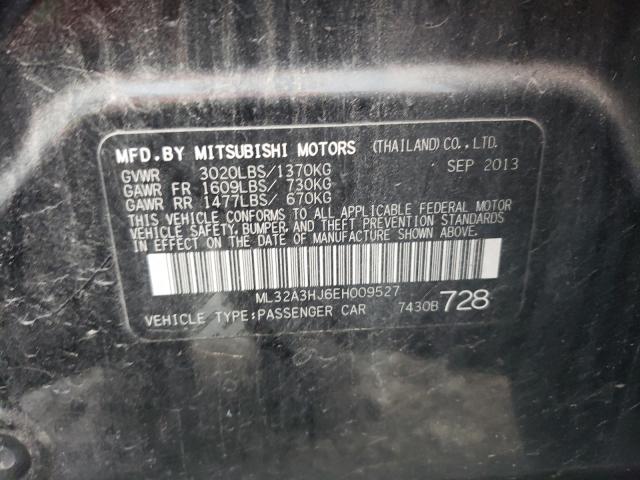 MFD.BY MITSUBISHI MOTORS (THAILAND)CO.,LTD.
GVWR 3020LBS/1370KG SEP 2013
GAWR FR 1609LBS/ 730KG
GAWR RR 1477LBS/ 670KG
THIS VEHICLE CONFORMS TO ALL APPLICABLE FEDERAL MOTOR
VEHICLE SAFETY,BUMPER,AND THEFT PREVENTION STANDARDS
IN EFFECT ON THE DATE OF MANUFACTURE SHOWN ABOVE.
ML32A3HJ6EH009527
VEHICLE TYPE:PASSENGER CAR 7430B 728